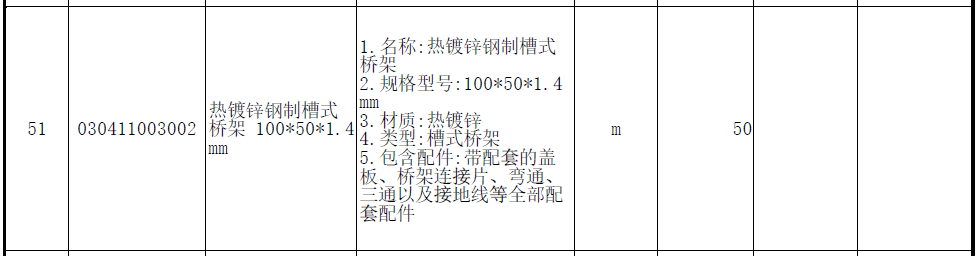 51
030411003002
热镀锌钢制槽式
桥架 100*50*1.4
mm
1.名称:热镀锌钢制槽式
桥架
2.规格型号:100*50*1.4
mm
3.材质:热镀锌
4.类型:槽式桥架
5.包含配件:带配套的盖
板、桥架连接片、弯通、
三通以及接地线等全部配
套配件
m
50